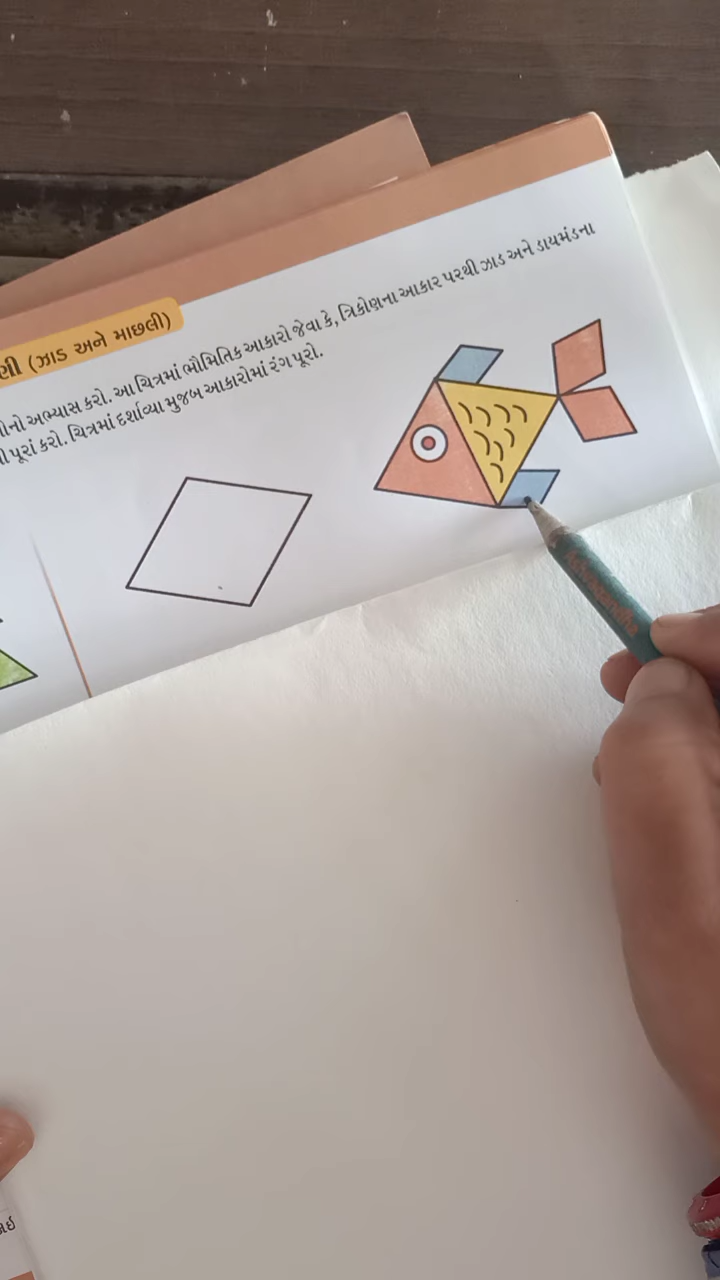 ણી (ઝાડ અને માછલી)
નો અભ્યાસ કરો. આ ચિત્રમાં ભૌમિતિક આકારો જેવા કે, ત્રિકોણના આકાર પરથી ઝાડ અને ડાયમંડના
પૂરાં કરો. ચિત્રમાં દર્શાવ્યા મુજબ આકારોમાં રંગ પૂરો.